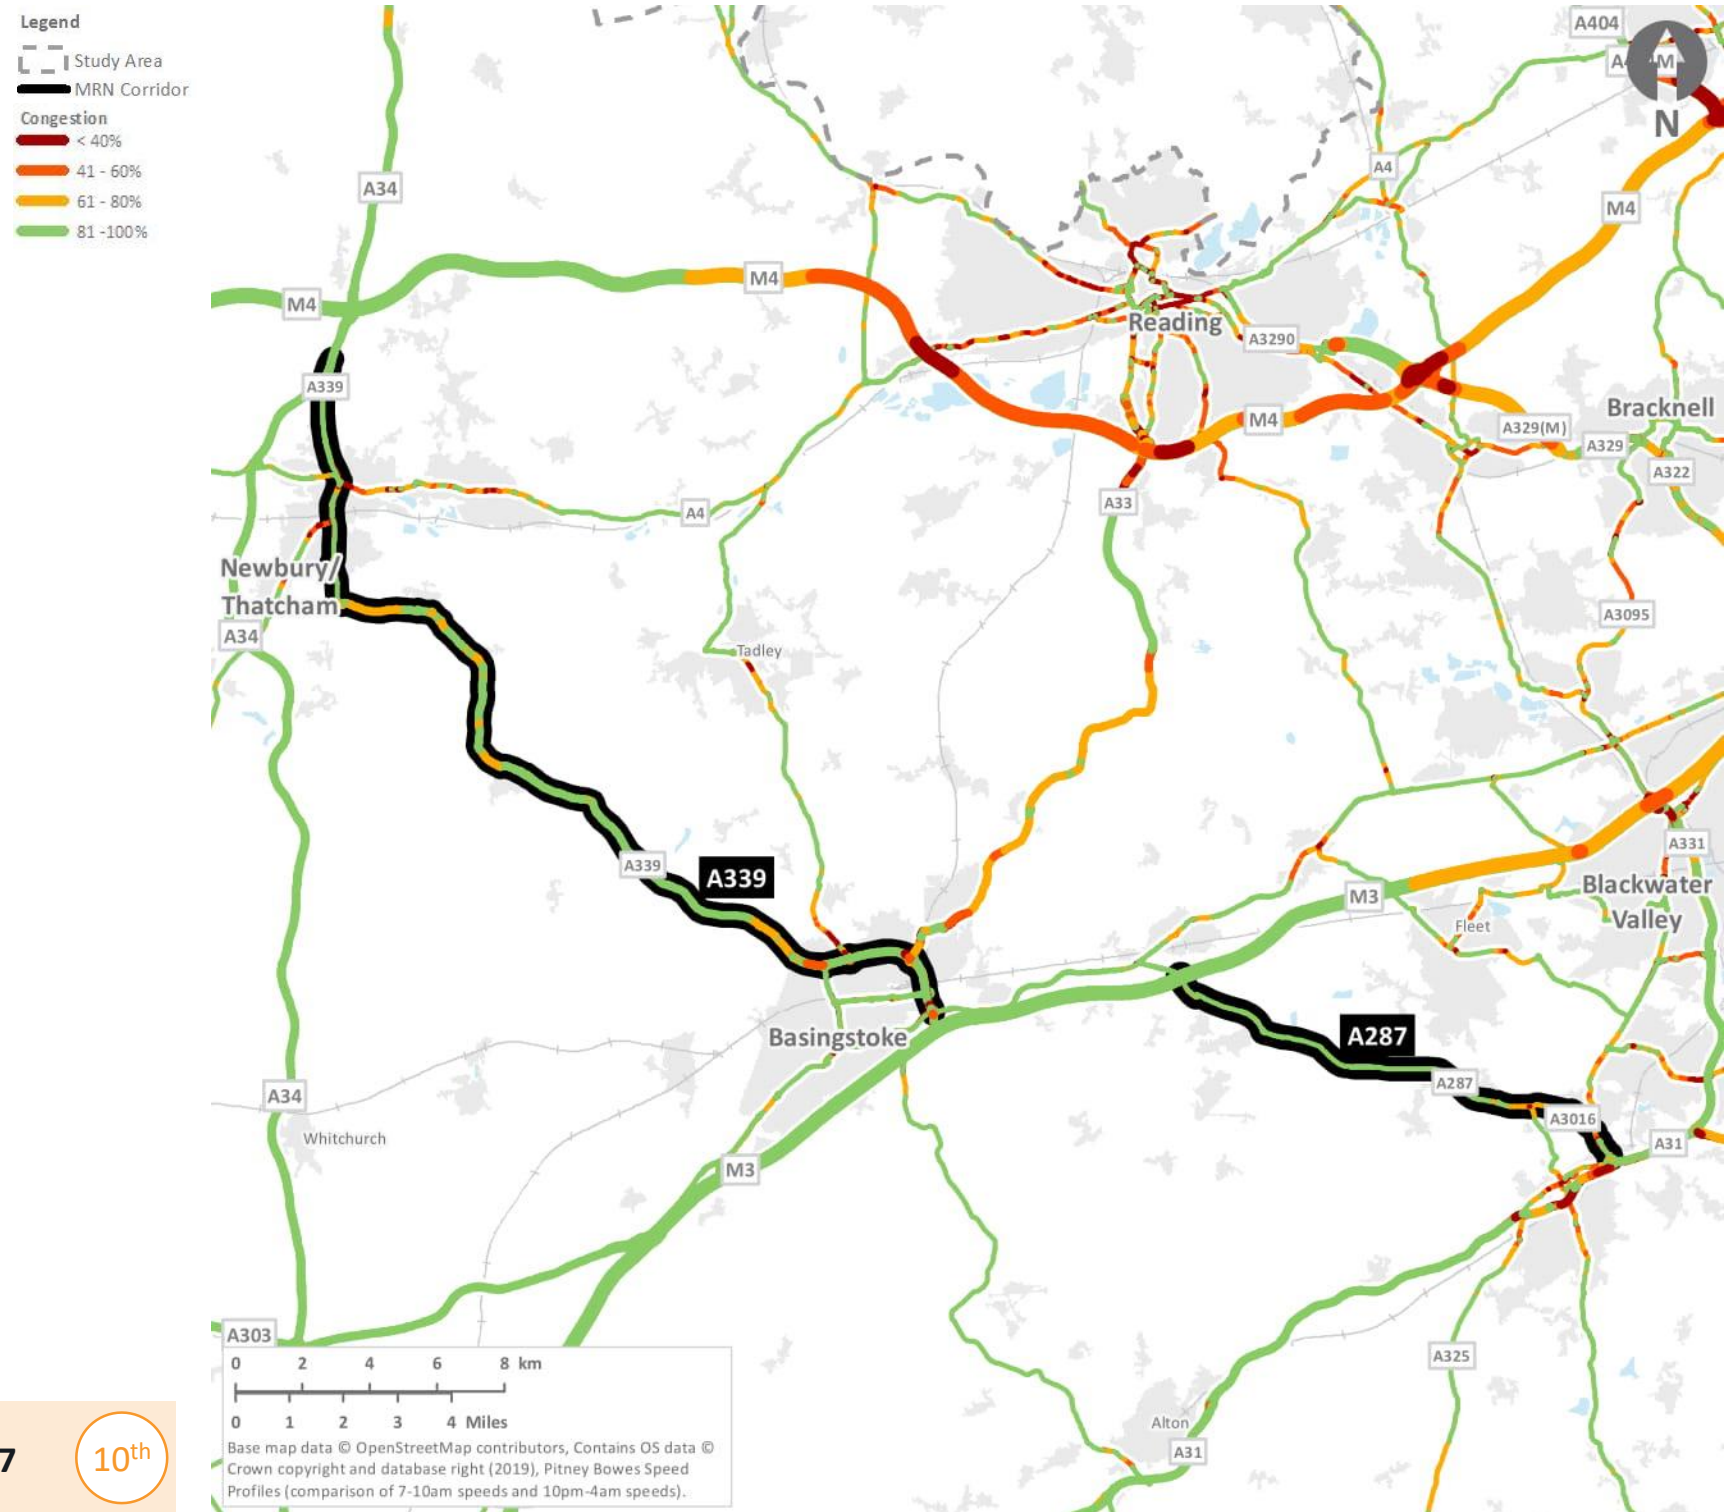 Legend
Study Area
MRN Corridor
Congestion
< 40%
41 - 60%
61 - 80%
81 -100%
A404
M
N
A34
A4
M4
M4
M4
Reading
A3290
A339
M4
Bracknell
A329(M)
A329
A322
A33
A4
Newbury/
Thatcham
A34
A3095
Tadley
A339
A339
A331
Blackwater
Valley
M3
Fleet
Basingstoke
A287
A287
A3016
A34
Whitchurch
A31
M3
A303
A325
Alton
A31
0 2 4 6 8 km
0 1 2 3 4 Miles
Base map data © OpenStreetMap contributors, Contains OS data ©
Crown copyright and database right (2019), Pitney Bowes Speed
Profiles (comparison of 7-10am speeds and 10pm-4am speeds).
7
10th